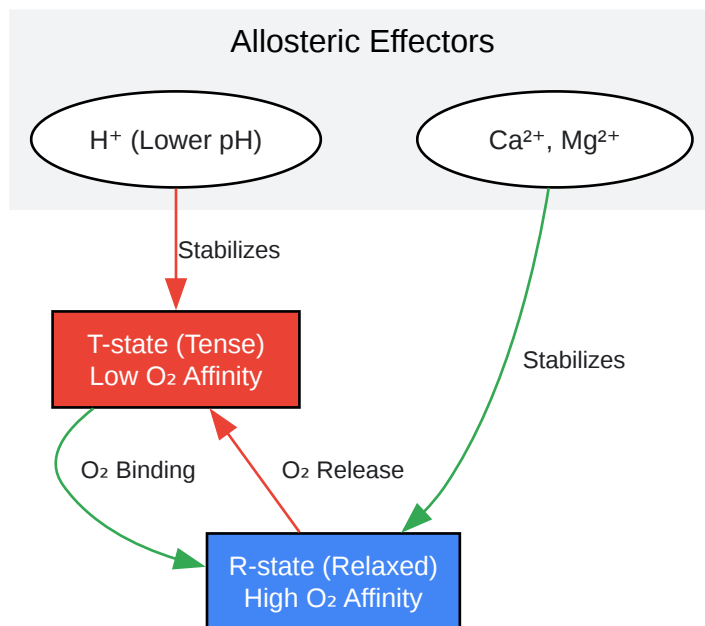 Allosteric Effectors
H⁺ (Lower pH)
Ca²⁺, Mg²⁺
Stabilizes
T-state (Tense)
Low O₂ Affinity
Stabilizes
O₂ Binding
O₂ Release
R-state (Relaxed)
High O₂ Affinity